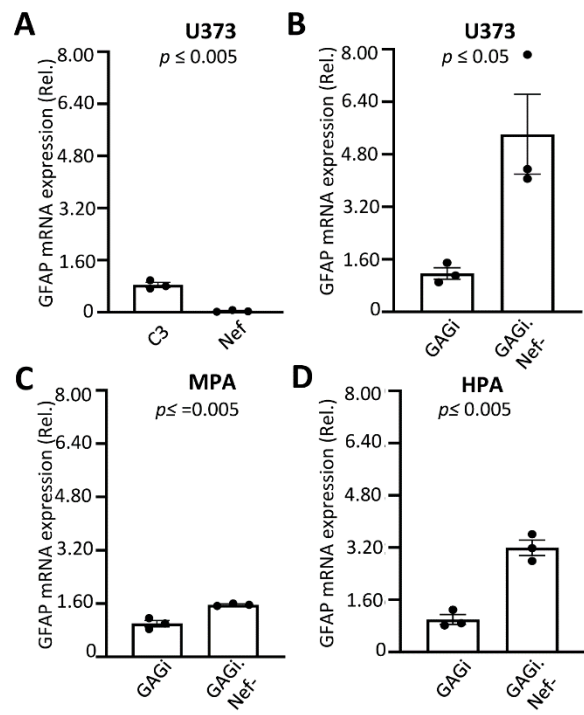 A
U373
p ≤ 0.005
GFAP mRNA expression (Rel.)
8.00
6.40
4.80
3.20
1.60
0
C3
Nef
B
U373
p ≤ 0.05
GFAP mRNA expression (Rel.)
8.00
6.40
4.80
3.20
1.60
0
GAGi
GAGi.
Nef-
C
MPA
p≤ =0.005
GFAP mRNA expression (Rel.)
8.00
6.40
4.80
3.20
1.60
0
GAGi
GAGi.
Nef-
D
HPA
p≤ 0.005
GFAP mRNA expression (Rel.)
8.00
6.40
4.80
3.20
1.60
0
GAGi
GAGi.
Nef-